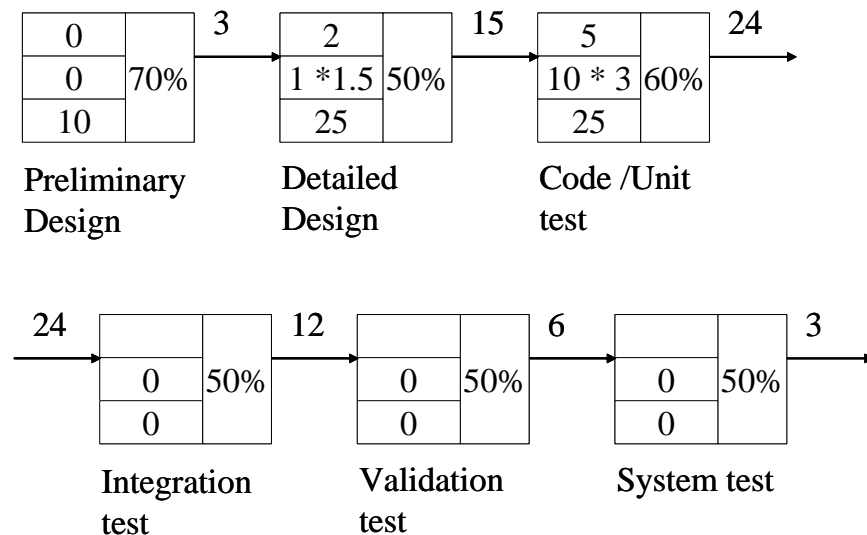 0
0
10
70%
3
2
1 *1.5
25
50%
15
5
10 * 3
25
60%
24
Preliminary
Design
Detailed
Design
Code /Unit
test
24
0
0
50%
12
0
0
50%
6
0
0
50%
3
Integration
test
Validation
test
System test